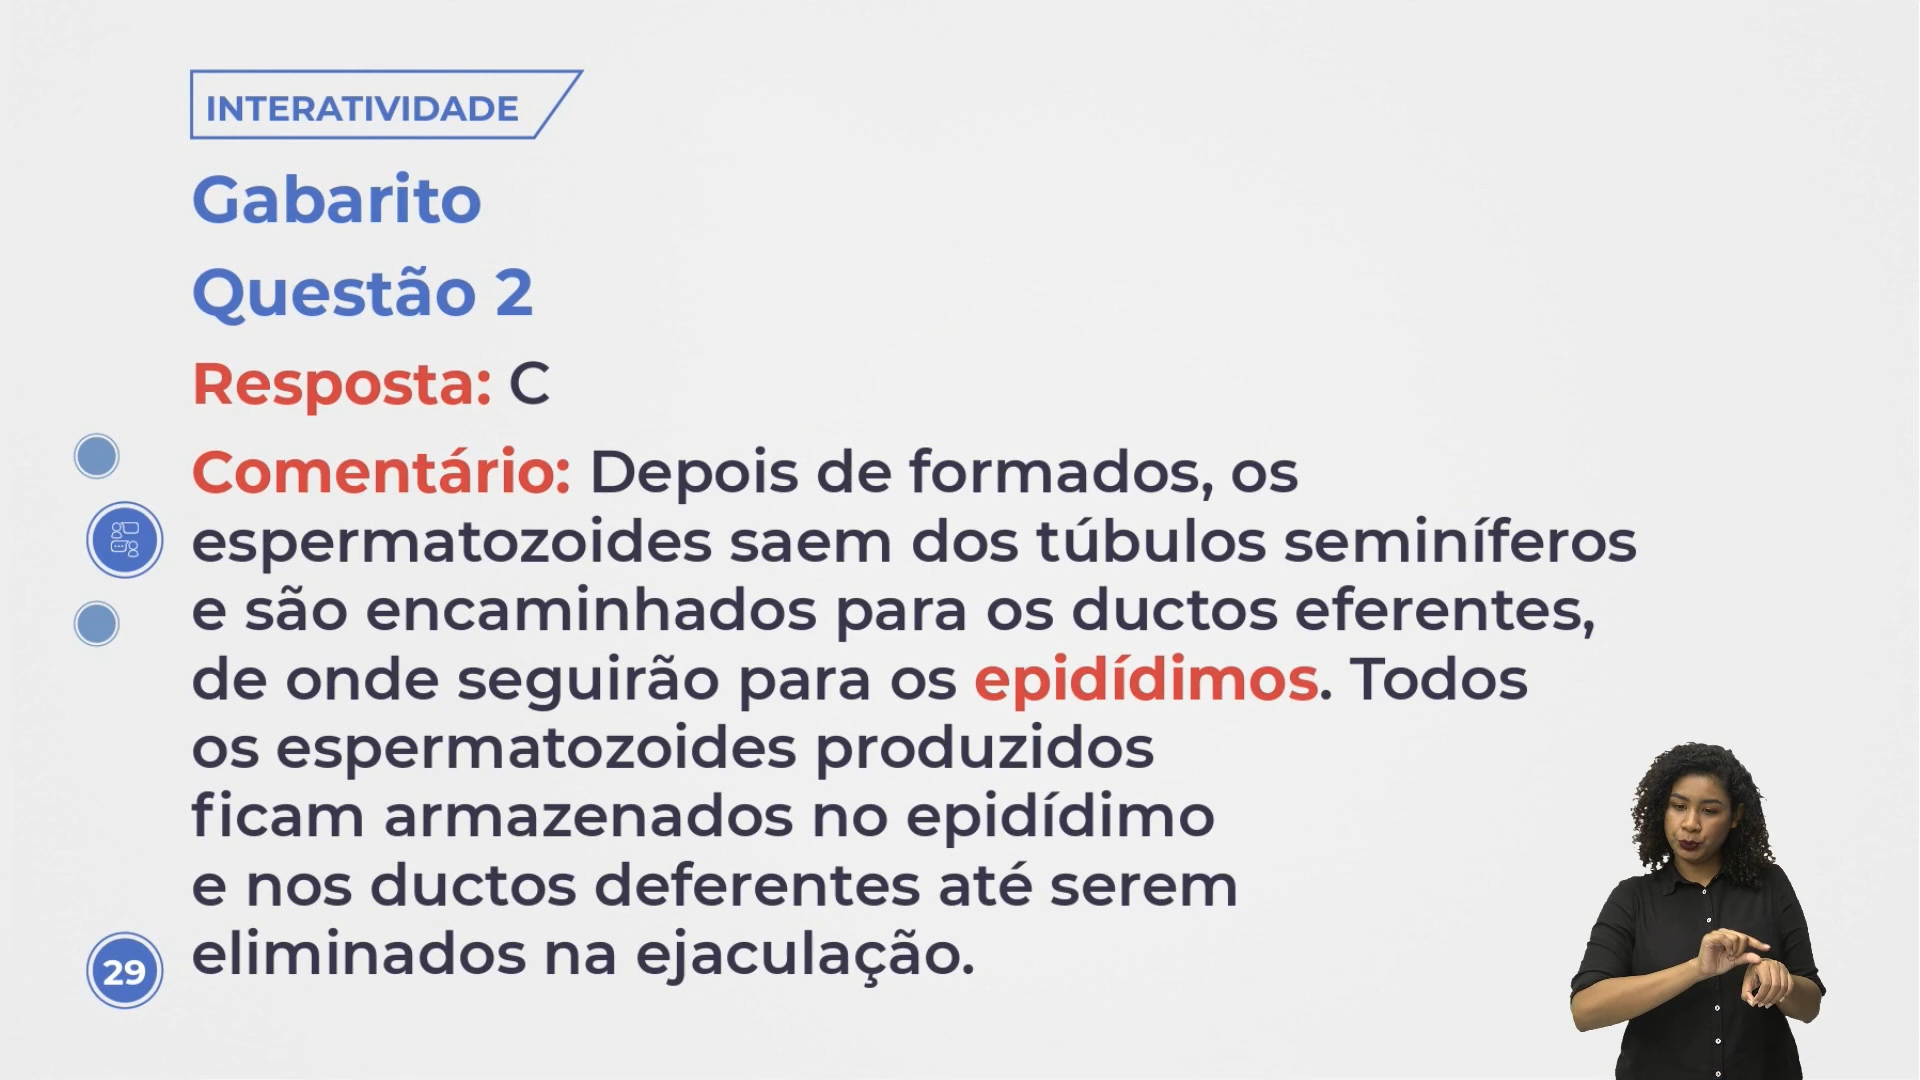 INTERATIVIDADE
Gabarito
Questão 2
Resposta: C
Comentário: Depois de formados, os
espermatozoides saem dos túbulos seminíferos
e são encaminhados para os ductos eferentes,
de onde seguirão para os epidídimos. Todos
os espermatozoides produzidos
ficam armazenados no epidídimo
e nos ductos deferentes até serem
eliminados na ejaculação.
29